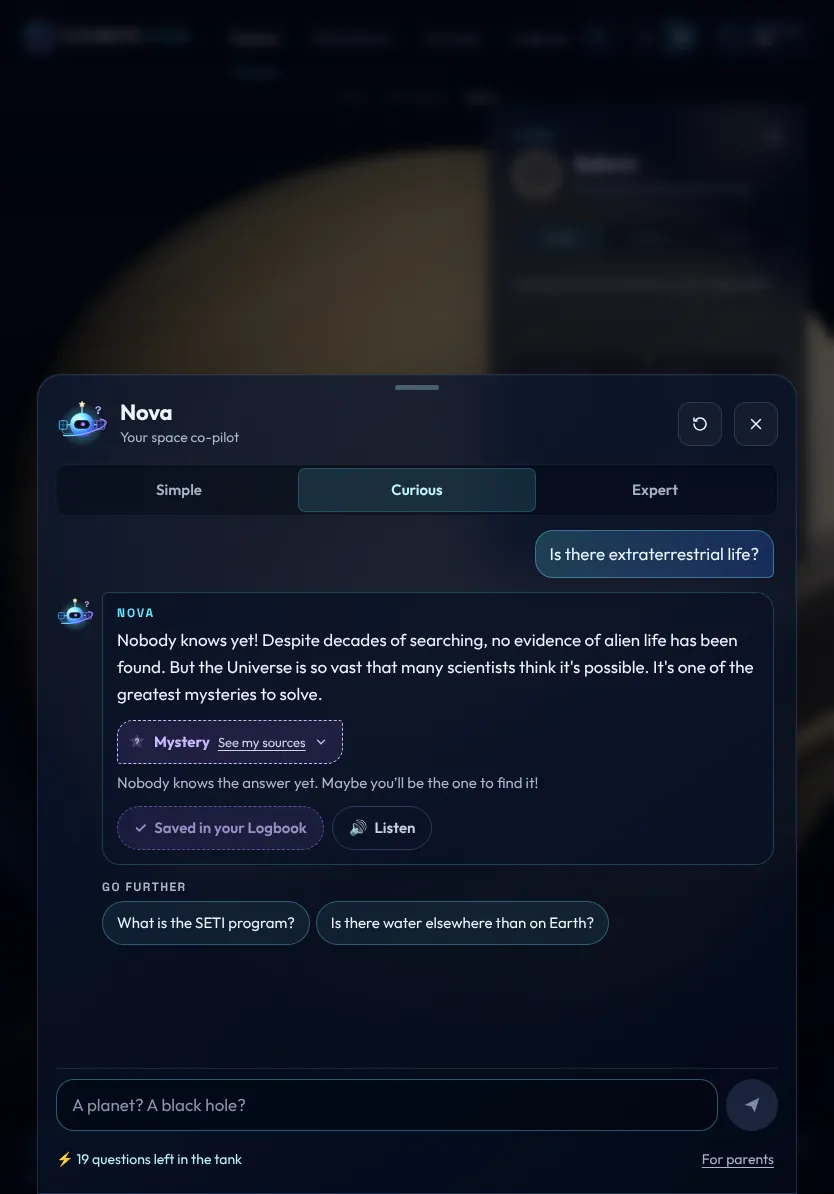 Nova
Your space co-pilot
Simple
Curious
Expert
Is there extraterrestrial life?
NOVA
Nobody knows yet! Despite decades of searching, no evidence of alien life has been
found. But the Universe is so vast that many scientists think it's possible. It's one of the
greatest mysteries to solve.
? Mystery See my sources
Nobody knows the answer yet. Maybe you’ll be the one to find it!
✓ Saved in your Logbook
🔊 Listen
GO FURTHER
What is the SETI program?
Is there water elsewhere than on Earth?
A planet? A black hole?
⚡ 19 questions left in the tank
For parents